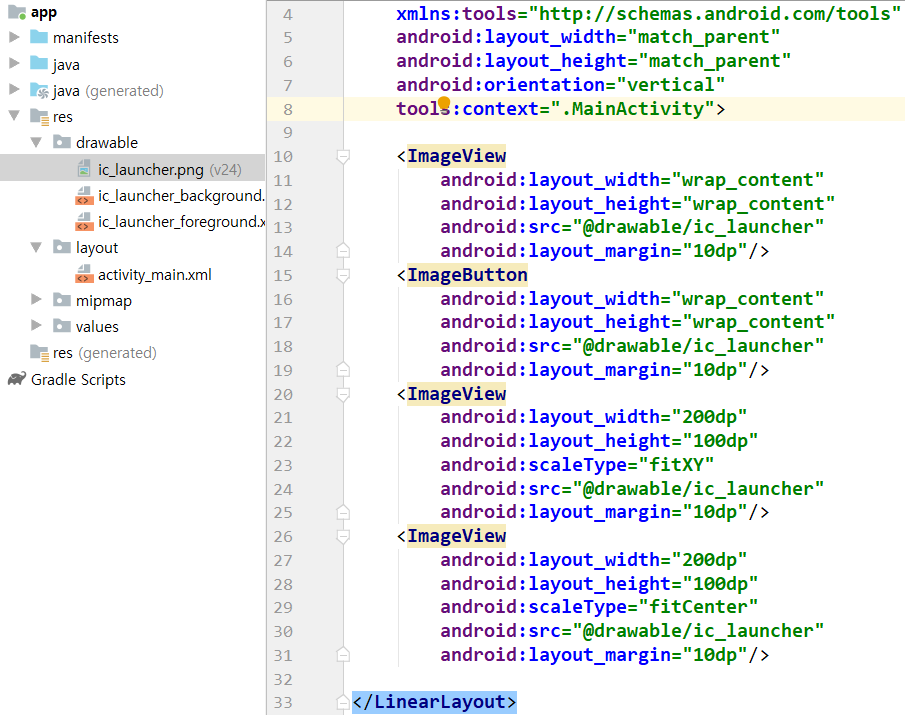 app
manifests
java
java (generated)
res
drawable
ic_launcher.png (v24)
ic_launcher_background.
ic_launcher_foreground.x
layout
activity_main.xml
mipmap
values
res (generated)
Gradle Scripts
4 xmlns:tools="http://schemas.android.com/tools"
5 android:layout_width="match_parent"
6 android:layout_height="match_parent"
7 android:orientation="vertical"
8 tools:context=".MainActivity">
9
10 <ImageView
11 android:layout_width="wrap_content"
12 android:layout_height="wrap_content"
13 android:src="@drawable/ic_launcher"
14 android:layout_margin="10dp"/>
15 <ImageButton
16 android:layout_width="wrap_content"
17 android:layout_height="wrap_content"
18 android:src="@drawable/ic_launcher"
19 android:layout_margin="10dp"/>
20 <ImageView
21 android:layout_width="200dp"
22 android:layout_height="100dp"
23 android:scaleType="fitXY"
24 android:src="@drawable/ic_launcher"
25 android:layout_margin="10dp"/>
26 <ImageView
27 android:layout_width="200dp"
28 android:layout_height="100dp"
29 android:scaleType="fitCenter"
30 android:src="@drawable/ic_launcher"
31 android:layout_margin="10dp"/>
32
33 </LinearLayout>